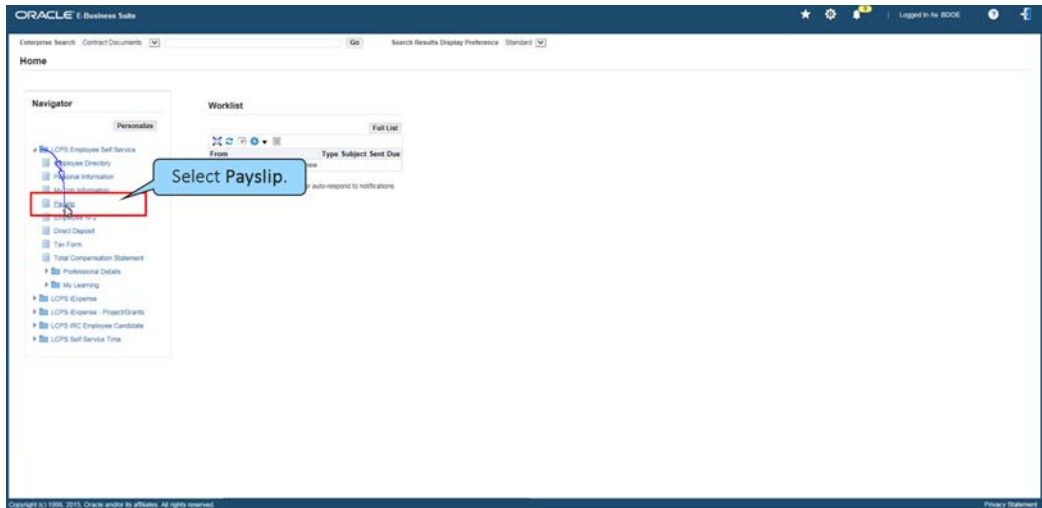 ORACLE E-Business Suite
Logged In As BDOE
Enterprise Search Contract Documents Go Search Results Display Preference Standard
Home
Navigator
Personalize
LCPS Employee Self Service
Employee Directory
Personal Information
Payslip
Direct Deposit
Tax Form
Total Compensation Statement
Professional Details
My Learning
LCPS iExpense
LCPS iExpense - Project/Grants
LCPS IRC Employee Candidate
LCPS Self Service Time
Worklist
Full List
From Type Subject Sent Due
auto-respond to notifications.
Select Payslip.
Copyright (c) 1998, 2015, Oracle and/or its affiliates. All rights reserved.
Privacy Statement